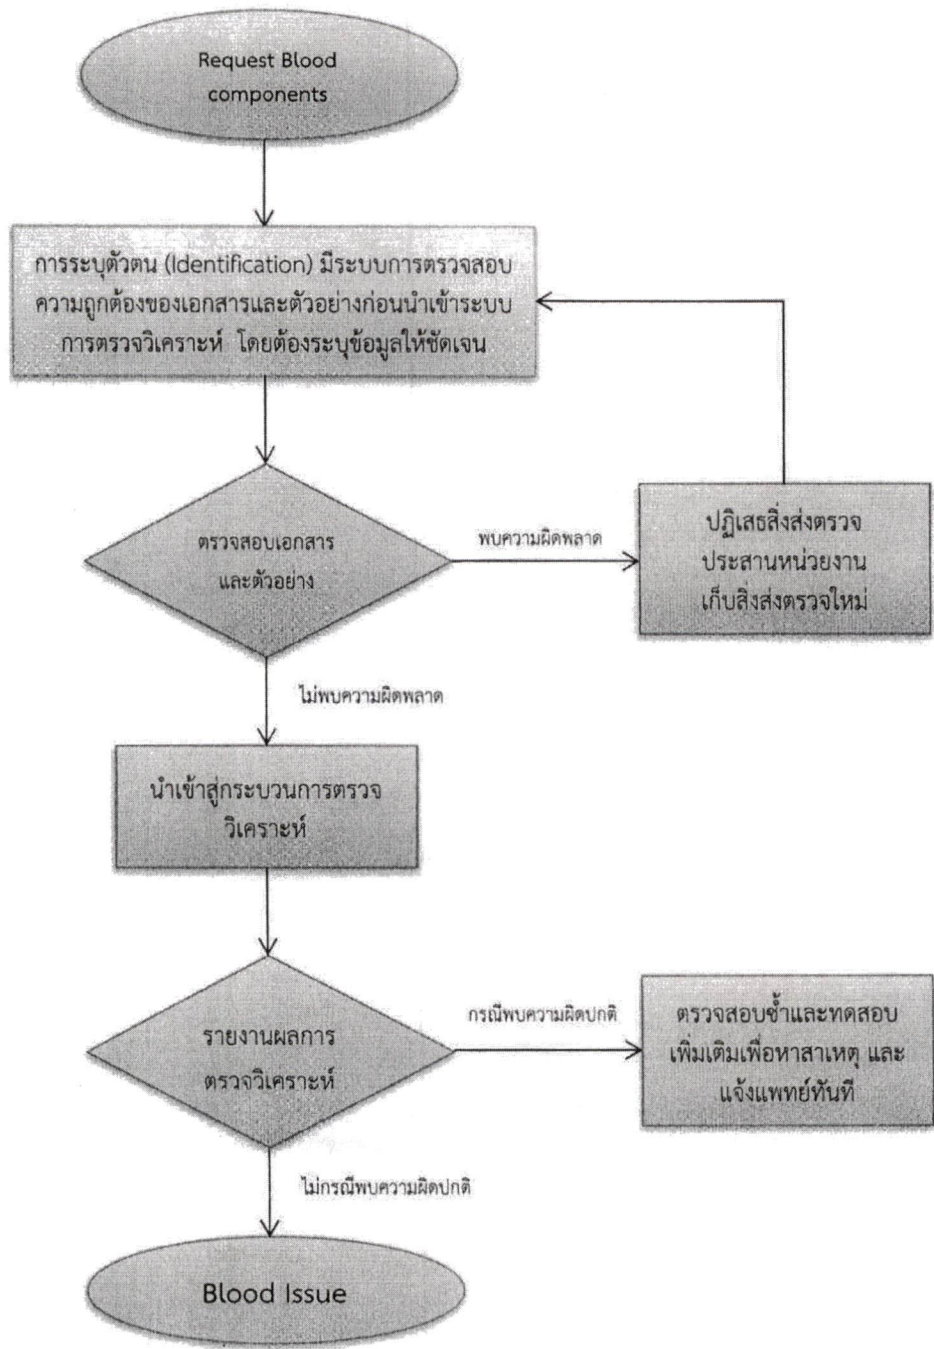 Request Blood
components
การระบุตัวตน (Identification) มีระบบการตรวจสอบ
ความถูกต้องของเอกสารและตัวอย่างก่อนนำเข้าระบบ
การตรวจวิเคราะห์ โดยต้องระบุข้อมูลให้ชัดเจน
ตรวจสอบเอกสาร
และตัวอย่าง
พบความผิดพลาด
ปฏิเสธสิ่งส่งตรวจ
ประสานหน่วยงาน
เก็บสิ่งส่งตรวจใหม่
ไม่พบความผิดพลาด
นำเข้าสู่กระบวนการตรวจ
วิเคราะห์
รายงานผลการ
ตรวจวิเคราะห์
กรณีพบความผิดปกติ
ตรวจสอบซ้ำและทดสอบ
เพิ่มเติมเพื่อหาสาเหตุ และ
แจ้งแพทย์ทันที
ไม่กรณีพบความผิดปกติ
Blood Issue